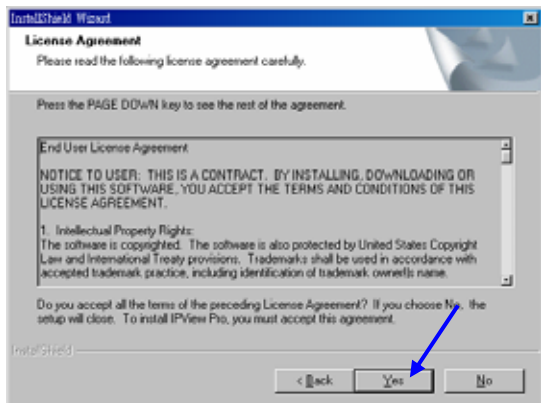 InstallShield Wizard
License Agreement
Please read the following license agreement carefully.
Press the PAGE DOWN key to see the rest of the agreement.
End User License Agreement
NOTICE TO USER: THIS IS A CONTRACT. BY INSTALLING, DOWNLOADING OR
USING THIS SOFTWARE, YOU ACCEPT THE TERMS AND CONDITIONS OF THIS
LICENSE AGREEMENT.
1. Intellectual Property Rights:
The software is copyrighted. The software is also protected by United States Copyright
Law and International Treaty provisions. Trademarks shall be used in accordance with
accepted trademark practice, including identification of trademark owner|s name.
Do you accept all the terms of the preceding License Agreement? If you choose No, the
setup will close. To install IPView Pro, you must accept this agreement.
InstallShield
< Back Yes No